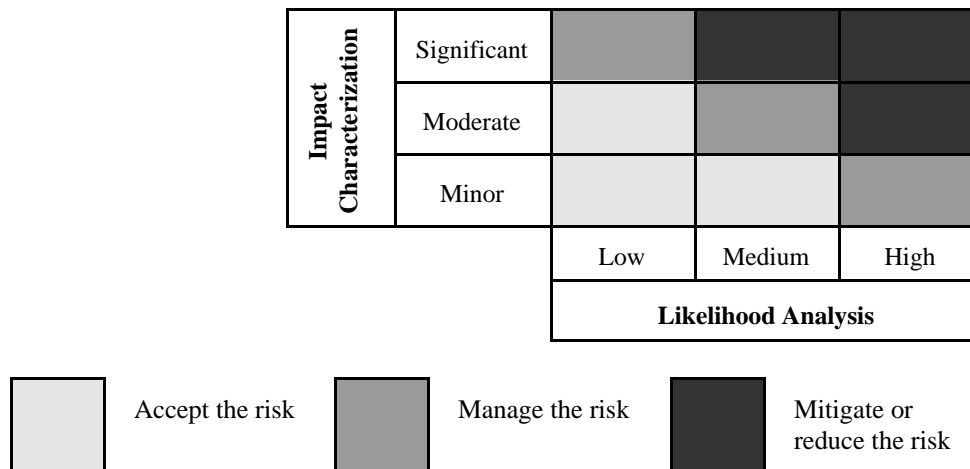 Impact
Characterization
Significant
Moderate
Minor
Low
Medium
High
Likelihood Analysis
Accept the risk
Manage the risk
Mitigate or
reduce the risk